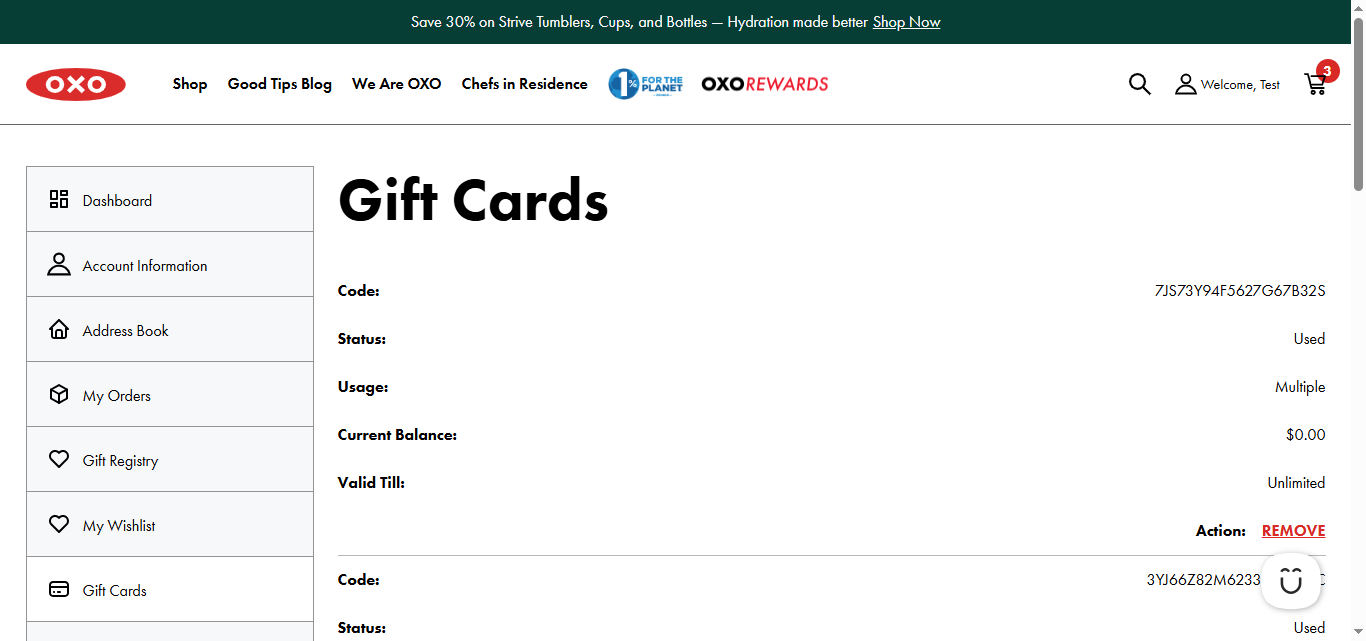 Save 30% on Strive Tumblers, Cups, and Bottles — Hydration made better Shop Now
OXO
Shop
Good Tips Blog
We Are OXO
Chefs in Residence
1% FOR THE PLANET
OXOREWARDS
Welcome, Test
3
Dashboard
Account Information
Address Book
My Orders
Gift Registry
My Wishlist
Gift Cards
Gift Cards
Code: 7JS73Y94F5627G67B32S
Status: Used
Usage: Multiple
Current Balance: $0.00
Valid Till: Unlimited
Action: REMOVE
Code:
Status: Used